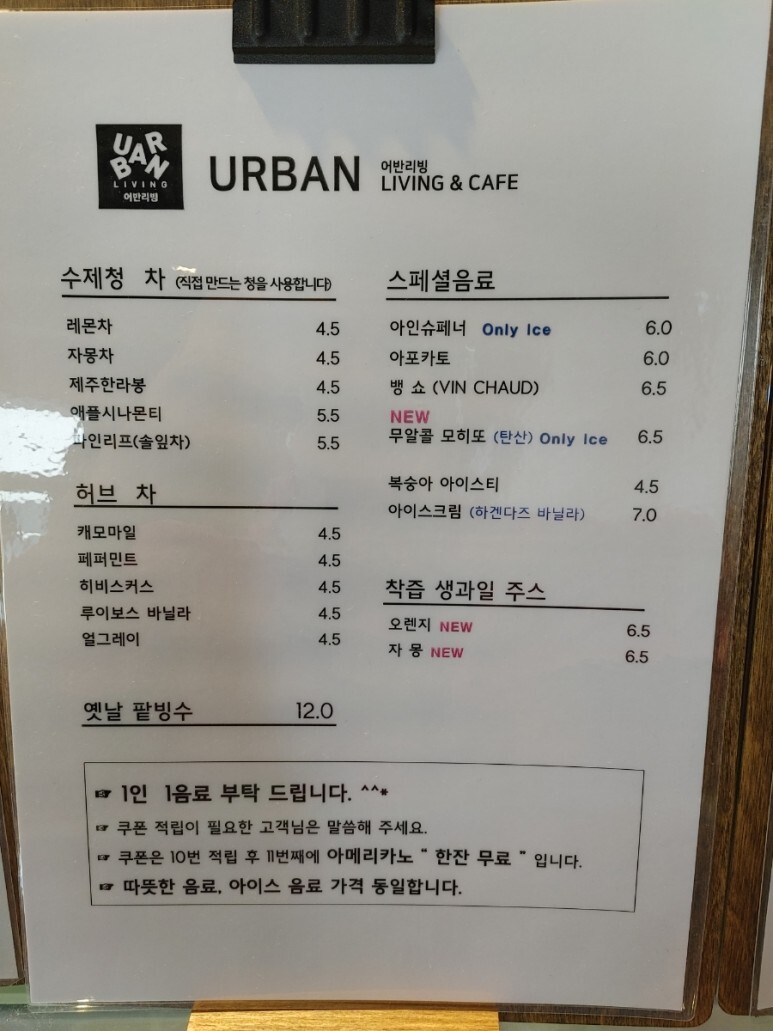 URBAN
LIVING
어반리빙
URBAN 어반리빙
LIVING & CAFE
수제청 차 (직접 만드는 청을 사용합니다)
레몬차 4.5
자몽차 4.5
제주한라봉 4.5
애플시나몬티 5.5
파인리프(솔잎차) 5.5
허브 차
캐모마일 4.5
페퍼민트 4.5
히비스커스 4.5
루이보스 바닐라 4.5
얼그레이 4.5
옛날 팥빙수 12.0
스페셜음료
아인슈페너 Only Ice 6.0
아포카토 6.0
뱅 쇼 (VIN CHAUD) 6.5
NEW
무알콜 모히또 (탄산) Only Ice 6.5
복숭아 아이스티 4.5
아이스크림 (하겐다즈 바닐라) 7.0
착즙 생과일 주스
오렌지 NEW 6.5
자 몽 NEW 6.5
☞ 1인 1음료 부탁 드립니다. ^^*
☞ 쿠폰 적립이 필요한 고객님은 말씀해 주세요.
☞ 쿠폰은 10번 적립 후 11번째에 아메리카노 " 한잔 무료 " 입니다.
☞ 따뜻한 음료, 아이스 음료 가격 동일합니다.